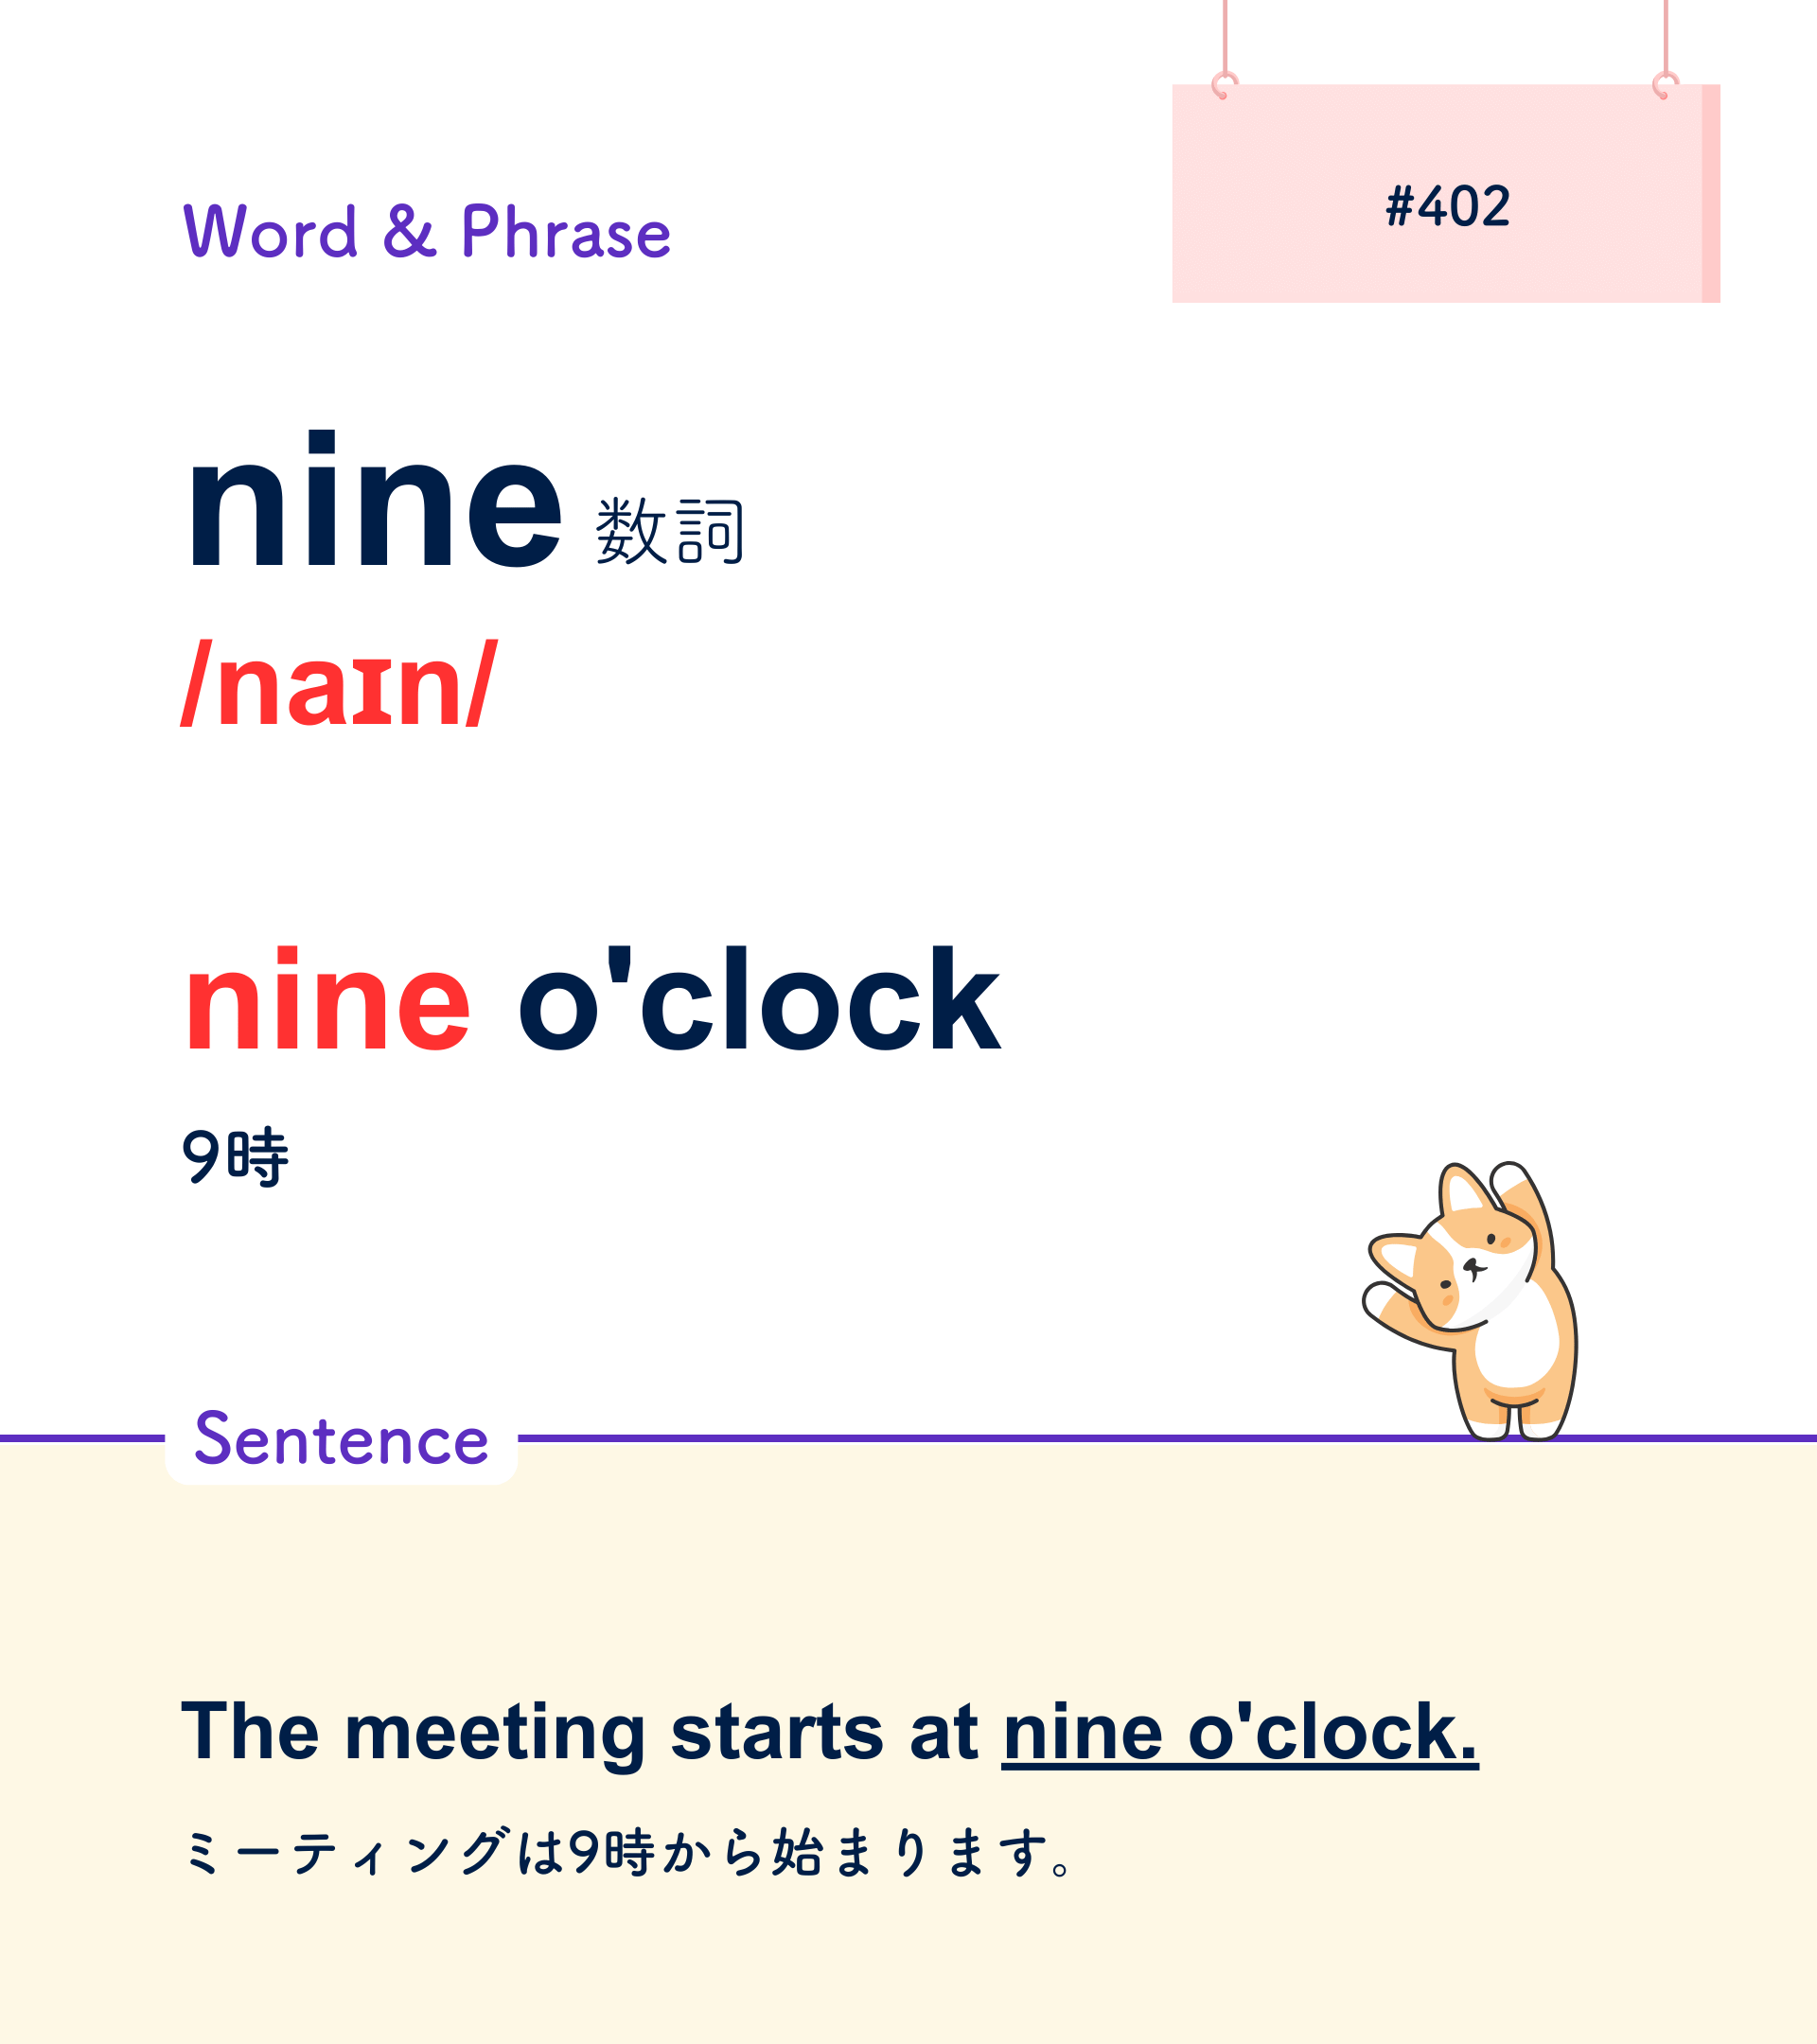 #402
Word & Phrase
nine 数詞
/naɪn/
nine o'clock
9時
Sentence
The meeting starts at nine o'clock.
ミーティングは9時から始まります。